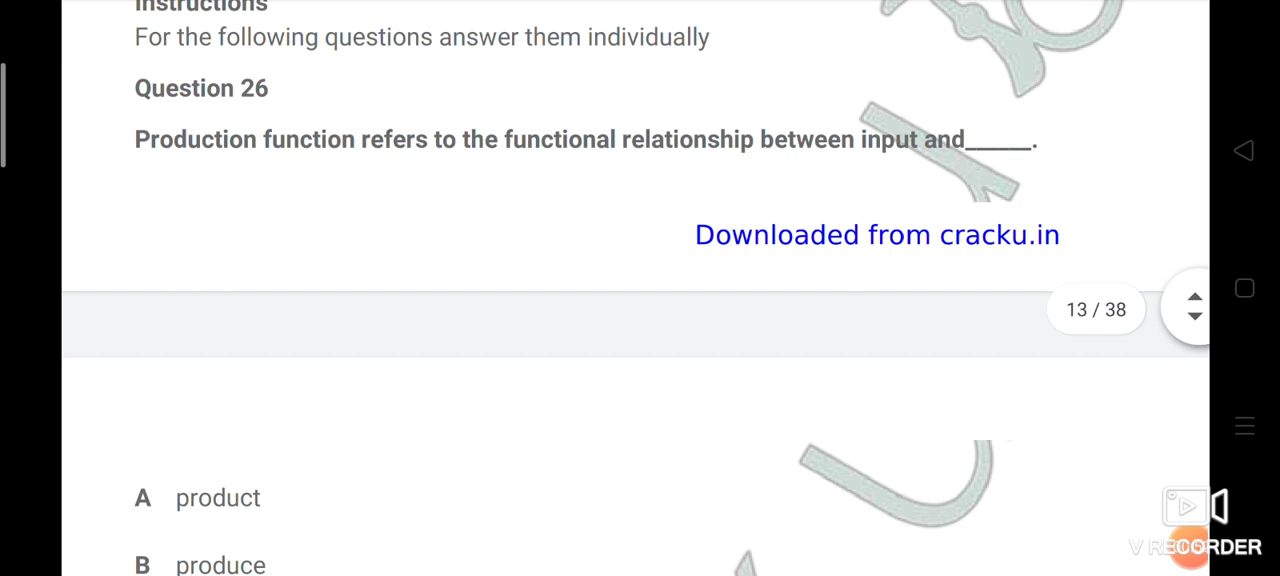 Instructions
For the following questions answer them individually
Question 26
Production function refers to the functional relationship between input and______.
Downloaded from cracku.in
13 / 38
A product
B produce
V RECORDER